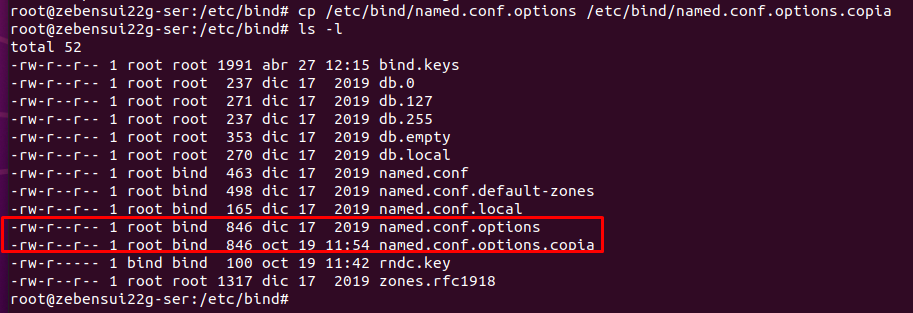 root@zebensui22g-ser:/etc/bind# cp /etc/bind/named.conf.options /etc/bind/named.conf.options.copia
root@zebensui22g-ser:/etc/bind# ls -l
total 52
-rw-r--r-- 1 root root 1991 abr 27 12:15 bind.keys
-rw-r--r-- 1 root root  237 dic 17  2019 db.0
-rw-r--r-- 1 root root  271 dic 17  2019 db.127
-rw-r--r-- 1 root root  237 dic 17  2019 db.255
-rw-r--r-- 1 root root  353 dic 17  2019 db.empty
-rw-r--r-- 1 root root  270 dic 17  2019 db.local
-rw-r--r-- 1 root bind  463 dic 17  2019 named.conf
-rw-r--r-- 1 root bind  498 dic 17  2019 named.conf.default-zones
-rw-r--r-- 1 root bind  165 dic 17  2019 named.conf.local
-rw-r--r-- 1 root bind  846 dic 17  2019 named.conf.options
-rw-r--r-- 1 root bind  846 oct 19 11:54 named.conf.options.copia
-rw-r----- 1 bind bind  100 oct 19 11:42 rndc.key
-rw-r--r-- 1 root root 1317 dic 17  2019 zones.rfc1918
root@zebensui22g-ser:/etc/bind#